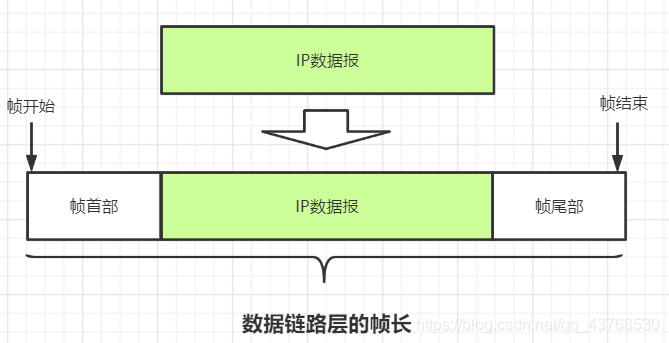 IP数据报
帧开始
帧结束
帧首部
IP数据报
帧尾部
数据链路层的帧长
https://blog.csdn.net/qq_43768530